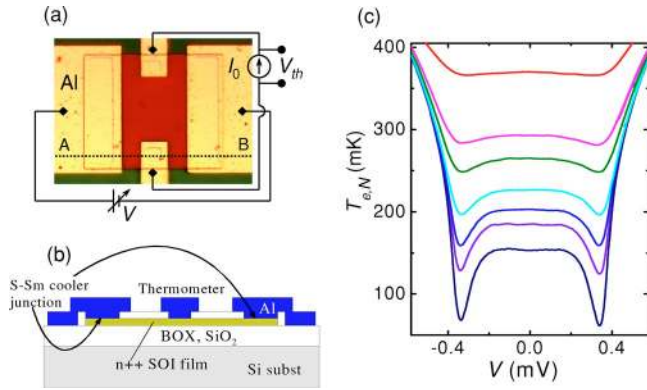 (a)
Al
I0
Vth
A
B
V
(b)
S-Sm cooler
junction
Thermometer
Al
BOX, SiO2
n++ SOI film
Si subst
(c)
400
300
200
100
Te,N (mK)
-0.4
0.0
0.4
V (mV)